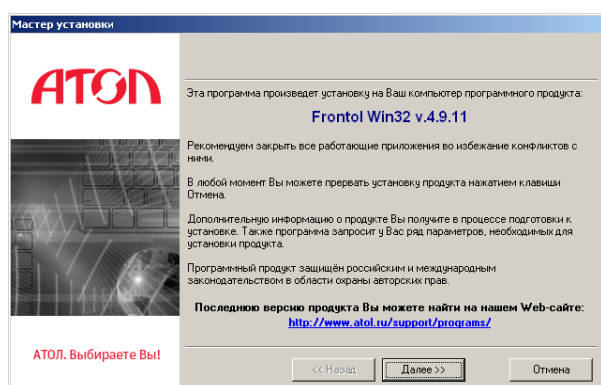 Мастер установки
АТОЛ
Эта программа произведет установку на Ваш компьютер программного продукта:
Frontol Win32 v.4.9.11
Рекомендуем закрыть все работающие приложения во избежание конфликтов с
ними.
В любой момент Вы можете прервать установку продукта нажатием клавиши
Отмена.
Дополнительную информацию о продукте Вы получите в процессе подготовки к
установке. Также программа запросит у Вас ряд параметров, необходимых для
установки продукта.
Программный продукт защищён российским и международным
законодательством в области охраны авторских прав.
Последнюю версию продукта Вы можете найти на нашем Web-сайте:
http://www.atol.ru/support/programs/
АТОЛ. Выбираете Вы!
<< Назад
Далее >>
Отмена